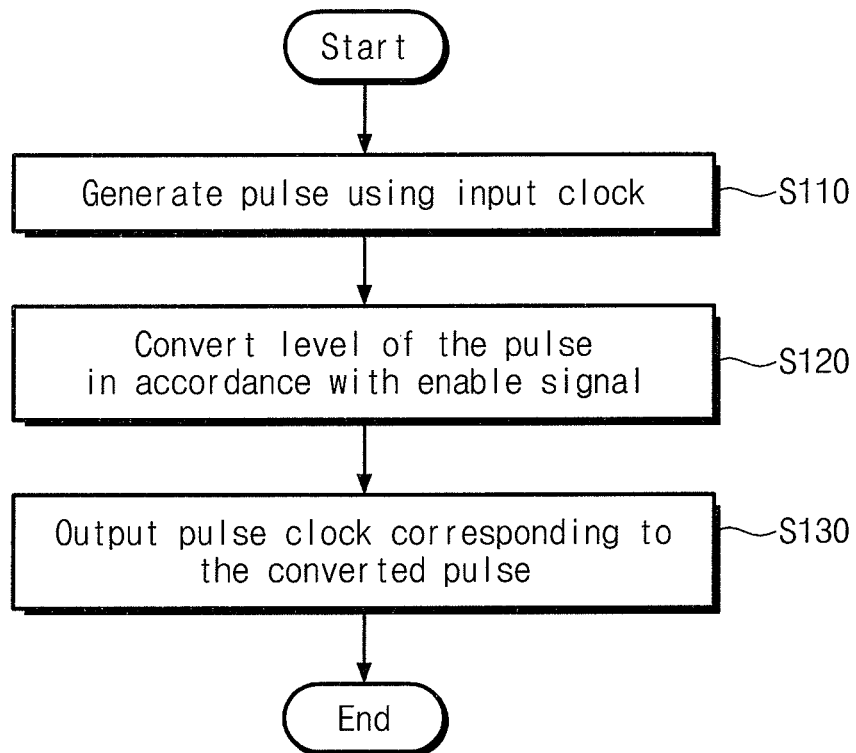 Start
Generate pulse using input clock
S110
Convert level of the pulse
in accordance with enable signal
S120
Output pulse clock corresponding to
the converted pulse
S130
End